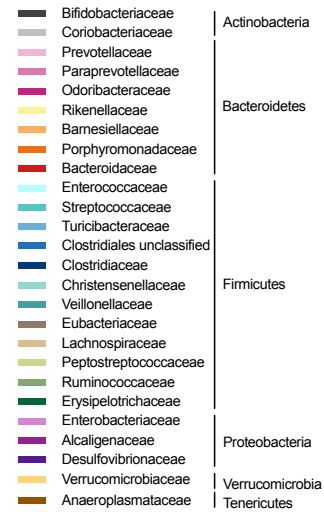 Bifidobacteriaceae
Coriobacteriaceae
Actinobacteria
Prevotellaceae
Paraprevotellaceae
Odoribacteraceae
Rikenellaceae
Barnesiellaceae
Porphyromonadaceae
Bacteroidaceae
Bacteroidetes
Enterococcaceae
Streptococcaceae
Turicibacteraceae
Clostridiales unclassified
Clostridiaceae
Christensenellaceae
Veillonellaceae
Eubacteriaceae
Lachnospiraceae
Peptostreptococcaceae
Ruminococcaceae
Erysipelotrichaceae
Firmicutes
Enterobacteriaceae
Alcaligenaceae
Desulfovibrionaceae
Proteobacteria
Verrucomicrobiaceae
Verrucomicrobia
Anaeroplasmataceae
Tenericutes